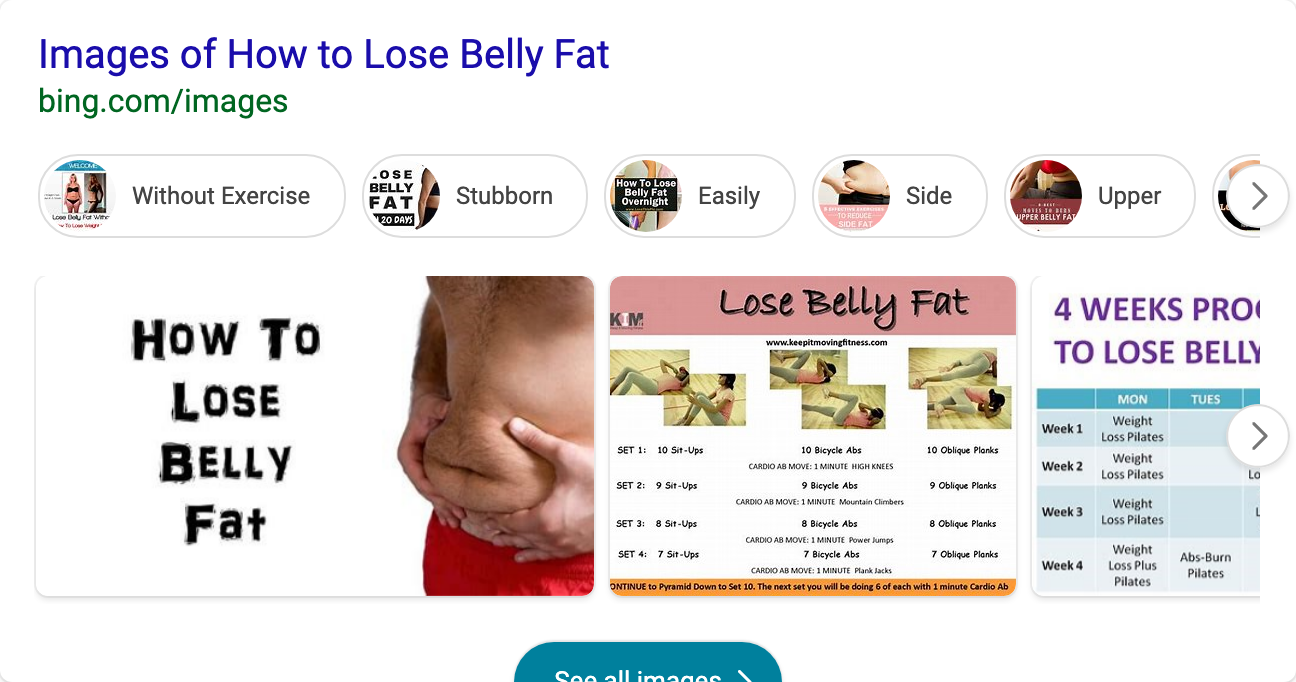 Images of How to Lose Belly Fat
bing.com/images
WELCOME
Lose Belly Fat
Without Exercise
LOSE
BELLY
FAT
20 DAYS
Stubborn
How To Lose
Belly Fat
Overnight
Easily
TO REDUCE
SIDE FAT
Side
UPPER BELLY FAT
Upper
How To
Lose
Belly
Fat
KIM
Lose Belly Fat
www.keepitmovingfitness.com
SET 1: 10 Sit-Ups 10 Bicycle Abs 10 Oblique Planks
CARDIO AB MOVE: 1 MINUTE HIGH KNEES
SET 2: 9 Sit-Ups 9 Bicycle Abs 9 Oblique Planks
CARDIO AB MOVE: 1 MINUTE Mountain Climbers
SET 3: 8 Sit-Ups 8 Bicycle Abs 8 Oblique Planks
CARDIO AB MOVE: 1 MINUTE Power Jumps
SET 4: 7 Sit-Ups 7 Bicycle Abs 7 Oblique Planks
CARDIO AB MOVE: 1 MINUTE Plank Jacks
ONTINUE to Pyramid Down to Set 10. The next set you will be doing 6 of each with 1 minute Cardio Ab
4 WEEKS PROG
TO LOSE BELLY
MON TUES
Week 1 Weight
Loss Pilates
Week 2 Weight
Loss Pilates Lo
Week 3 Weight
Loss Pilates L
Week 4 Weight
Loss Plus
Pilates Abs-Burn
Pilates
See all images